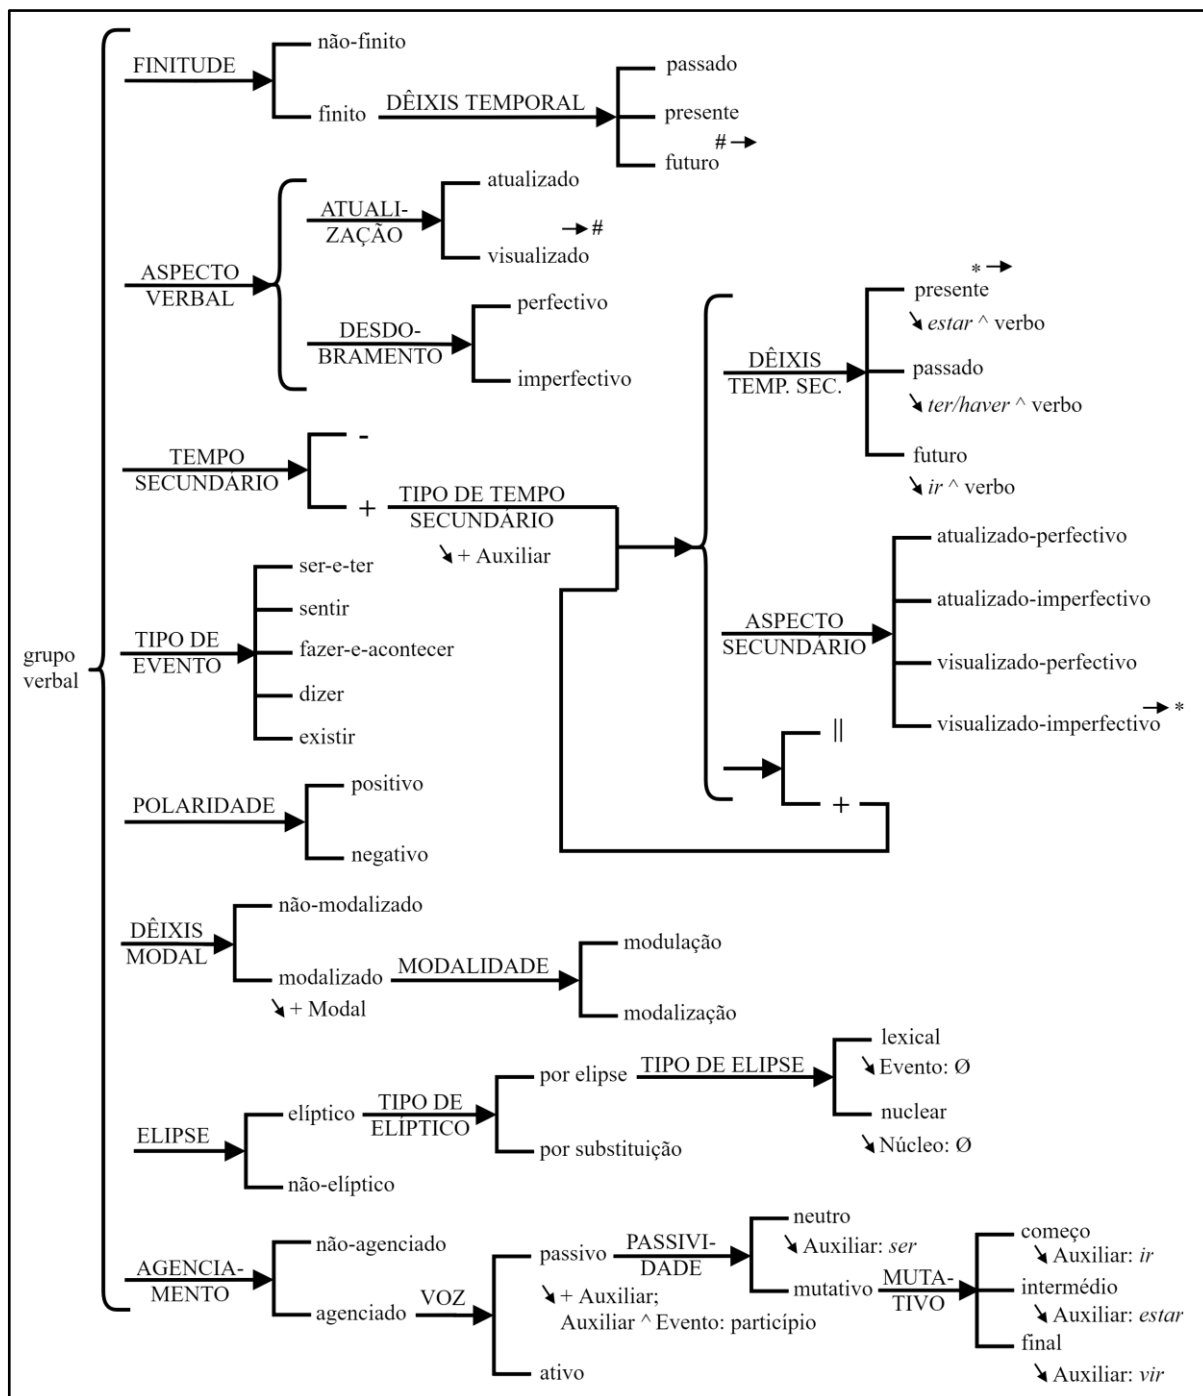 grupo
verbal
FINITUDE
não-finito
finito
DÊIXIS TEMPORAL
passado
presente
# →
futuro
ASPECTO
VERBAL
ATUALI-
ZAÇÃO
atualizado
→ #
visualizado
DESDO-
BRAMENTO
perfectivo
imperfectivo
TEMPO
SECUNDÁRIO
-
+
TIPO DE TEMPO
SECUNDÁRIO
↘ + Auxiliar
DÊIXIS
TEMP. SEC.
* →
presente
↘ estar ^ verbo
passado
↘ ter/haver ^ verbo
futuro
↘ ir ^ verbo
ASPECTO
SECUNDÁRIO
atualizado-perfectivo
atualizado-imperfectivo
visualizado-perfectivo
visualizado-imperfectivo → *
||
+
TIPO DE
EVENTO
ser-e-ter
sentir
fazer-e-acontecer
dizer
existir
POLARIDADE
positivo
negativo
DÊIXIS
MODAL
não-modalizado
modalizado
↘ + Modal
MODALIDADE
modulação
modalização
ELIPSE
elíptico
não-elíptico
TIPO DE
ELÍPTICO
por elipse
por substituição
TIPO DE ELIPSE
lexical
↘ Evento: Ø
nuclear
↘ Núcleo: Ø
AGENCIA-
MENTO
não-agenciado
agenciado
VOZ
passivo
↘ + Auxiliar;
Auxiliar ^ Evento: particípio
ativo
PASSIVI-
DADE
neutro
↘ Auxiliar: ser
mutativo
MUTA-
TIVO
começo
↘ Auxiliar: ir
intermédio
↘ Auxiliar: estar
final
↘ Auxiliar: vir